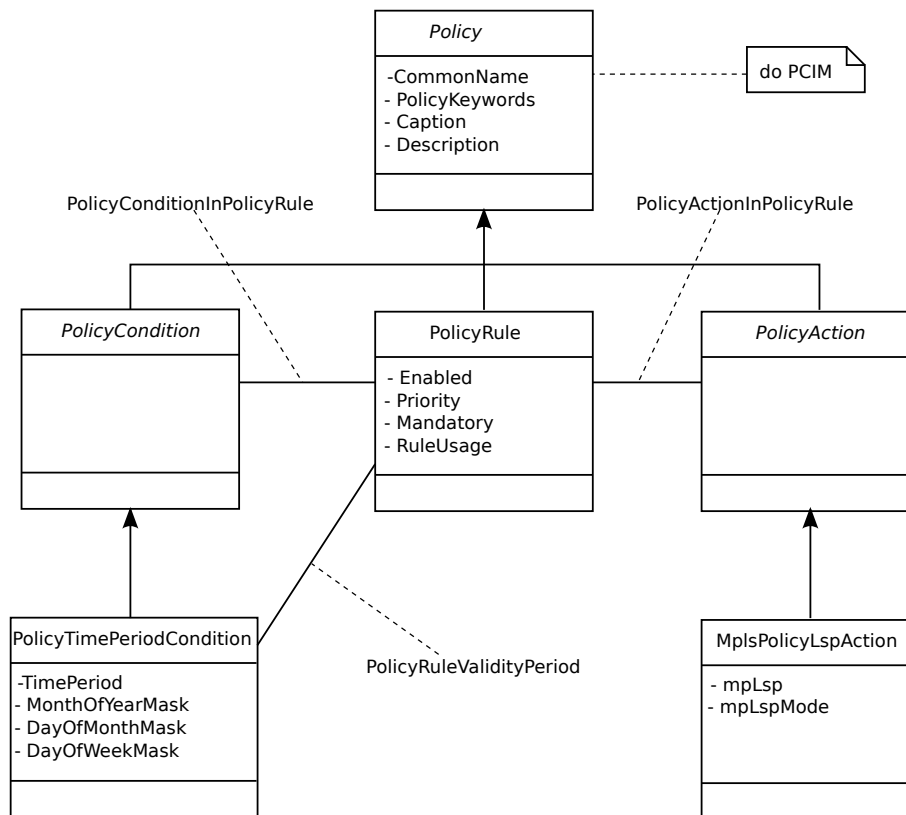 Policy
-CommonName
- PolicyKeywords
- Caption
- Description
do PCIM
PolicyConditionInPolicyRule
PolicyActionInPolicyRule
PolicyCondition
PolicyRule
- Enabled
- Priority
- Mandatory
- RuleUsage
PolicyAction
PolicyTimePeriodCondition
-TimePeriod
- MonthOfYearMask
- DayOfMonthMask
- DayOfWeekMask
PolicyRuleValidityPeriod
MplsPolicyLspAction
- mpLsp
- mpLspMode